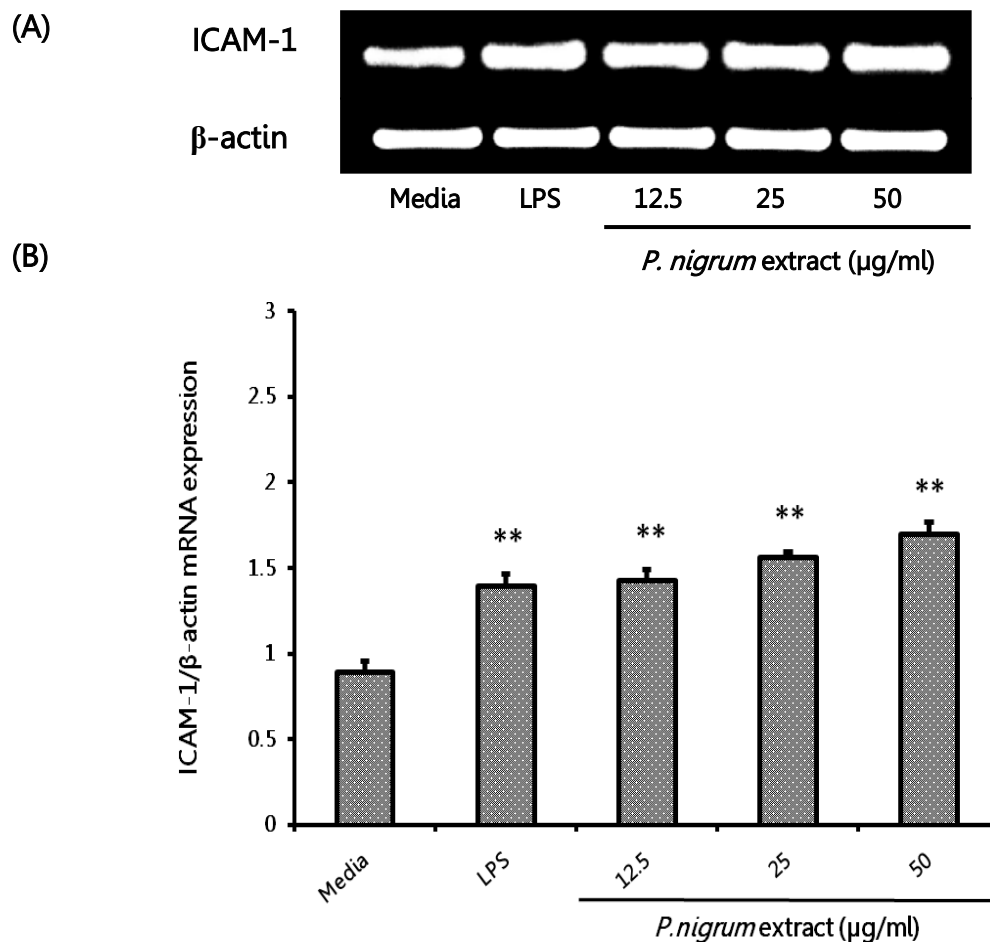 (A)
ICAM-1
β-actin
Media LPS 12.5 25 50
P. nigrum extract (µg/ml)
(B)
ICAM-1/β-actin mRNA expression
3
2.5
2
1.5
1
0.5
0
**
**
**
**
Media LPS 12.5 25 50
P.nigrum extract (µg/ml)